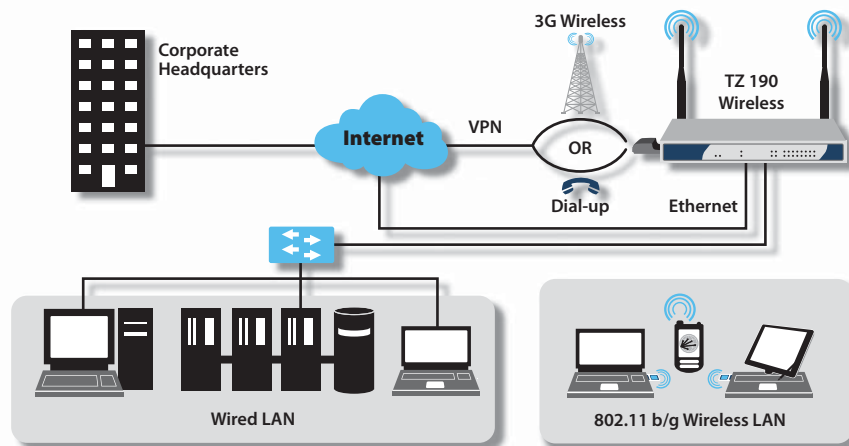 Corporate
Headquarters
3G Wireless
TZ 190
Wireless
Internet
VPN
OR
Dial-up
Ethernet
Wired LAN
802.11 b/g Wireless LAN